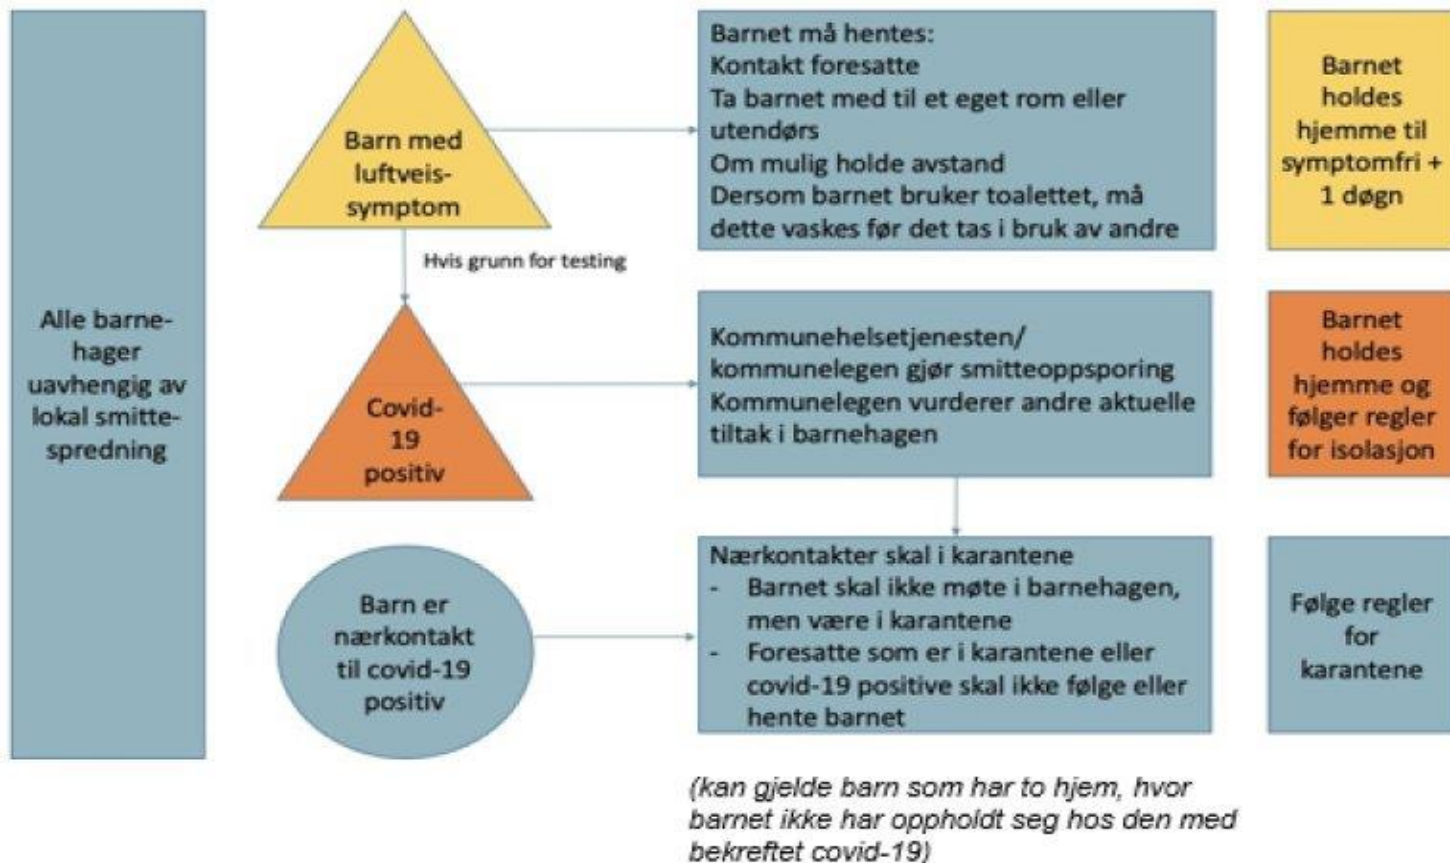 Alle barne-
hager
uavhengig av
lokal smitte-
spredning
Barn med
luftveis-
symptom
Barnet må hentes:
Kontakt foresatte
Ta barnet med til et eget rom eller
utendørs
Om mulig holde avstand
Dersom barnet bruker toalettet, må
dette vaskes før det tas i bruk av andre
Barnet
holdes
hjemme til
symptomfri +
1 døgn
Hvis grunn for testing
Covid-
19
positiv
Kommunehelsetjenesten/
kommunelegen gjør smitteoppsporing
Kommunelegen vurderer andre aktuelle
tiltak i barnehagen
Barnet
holdes
hjemme og
følger regler
for isolasjon
Barn er
nærkontakt
til covid-19
positiv
Nærkontakter skal i karantene
- Barnet skal ikke møte i barnehagen,
men være i karantene
- Foresatte som er i karantene eller
covid-19 positive skal ikke følge eller
hente barnet
Følge regler
for
karantene
(kan gjelde barn som har to hjem, hvor
barnet ikke har oppholdt seg hos den med
bekreftet covid-19)